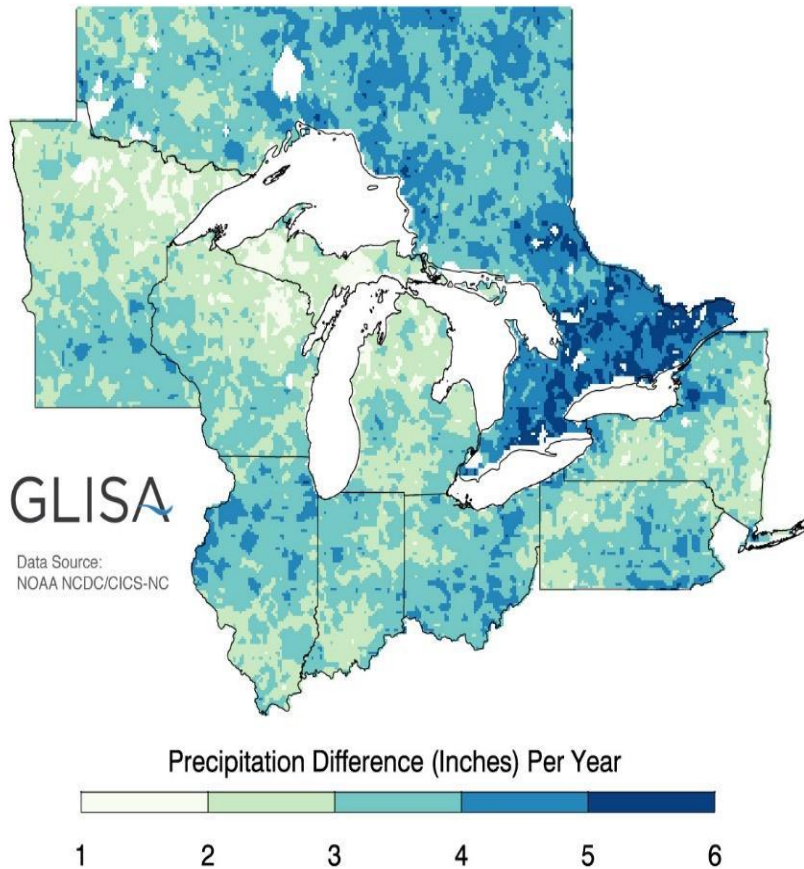 GLISA
Data Source:
NOAA NCDC/CICS-NC
Precipitation Difference (Inches) Per Year
1 2 3 4 5 6